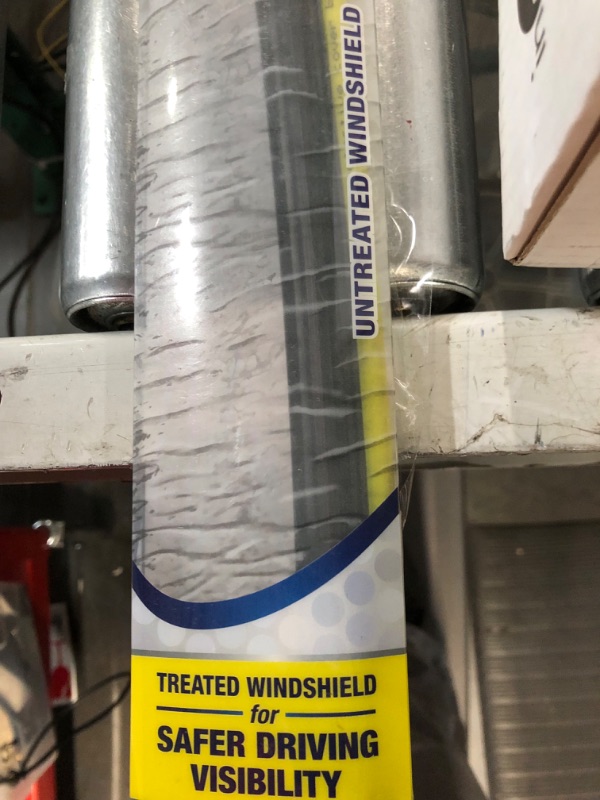 UNTREATED WINDSHIELD
TREATED WINDSHIELD
for
SAFER DRIVING
VISIBILITY